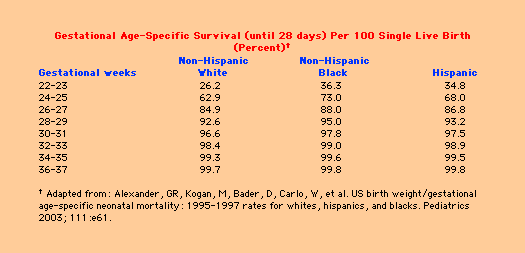 Gestational Age-Specific Survival (until 28 days) Per 100 Single Live Birth
(Percent)†
Non-Hispanic Non-Hispanic
Gestational weeks White Black Hispanic
22-23 26.2 36.3 34.8
24-25 62.9 73.0 68.0
26-27 84.9 88.0 86.8
28-29 92.6 95.0 93.2
30-31 96.6 97.8 97.5
32-33 98.4 99.0 98.9
34-35 99.3 99.6 99.5
36-37 99.7 99.8 99.8
† Adapted from: Alexander, GR, Kogan, M, Bader, D, Carlo, W, et al. US birth weight/gestational
age-specific neonatal mortality: 1995-1997 rates for whites, hispanics, and blacks. Pediatrics
2003; 111:e61.